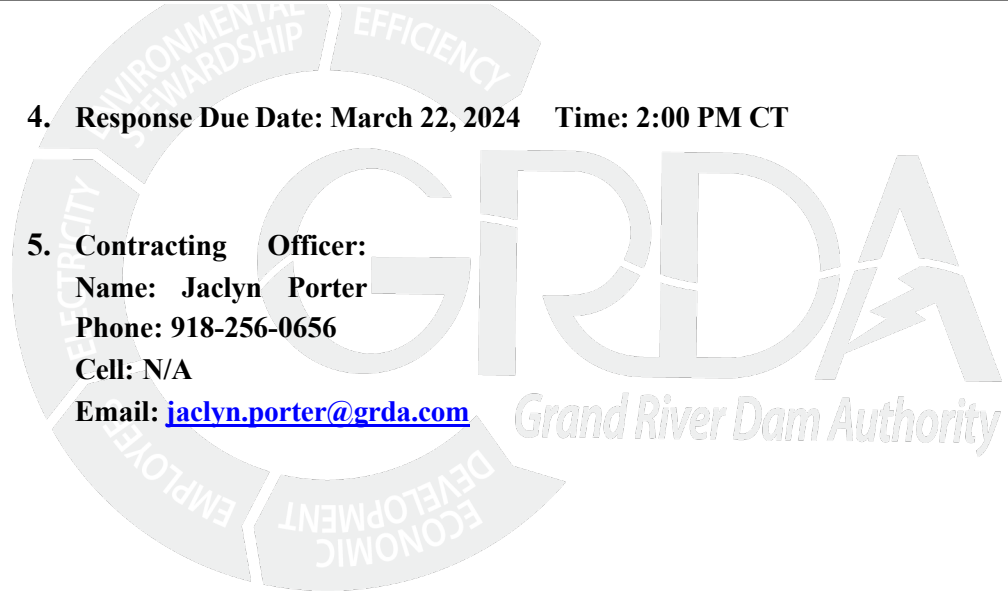 ENVIRONMENTAL STEWARDSHIP
EFFICIENCY
4. Response Due Date: March 22, 2024 Time: 2:00 PM CT
ELECTRICITY
GRDA
5. Contracting Officer:
Name: Jaclyn Porter
Phone: 918-256-0656
Cell: N/A
Email: jaclyn.porter@grda.com
Grand River Dam Authority
EMPLOYEES
ECONOMIC
DEVELOPMENT